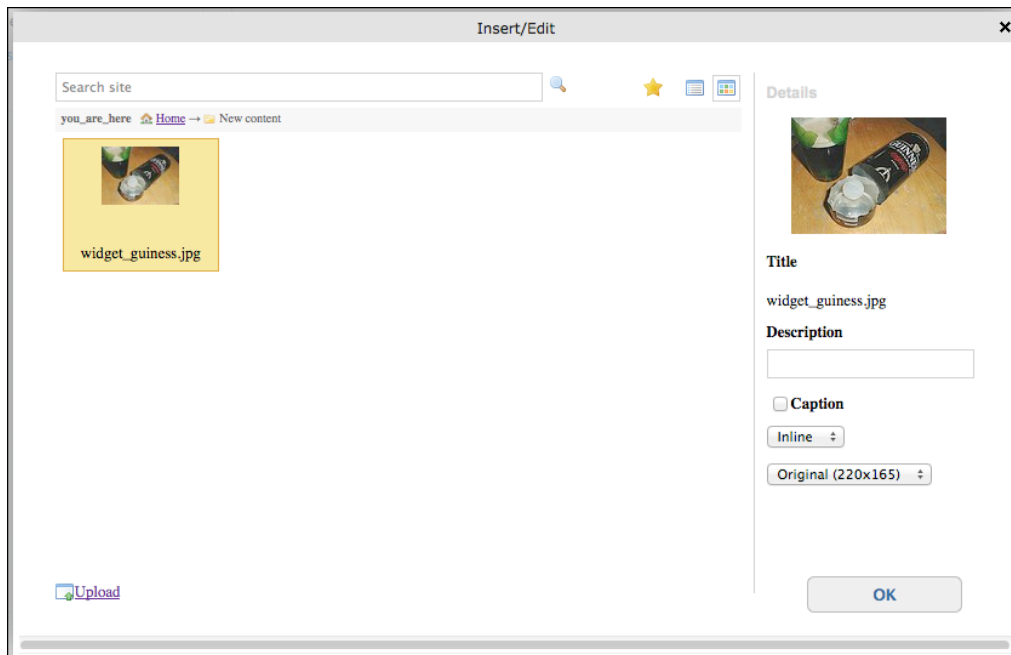 Insert/Edit
Search site
Details
you_are_here Home → New content
GUINNESS
widget_guiness.jpg
Title
widget_guiness.jpg
Description
Caption
Inline
Original (220x165)
Upload
OK